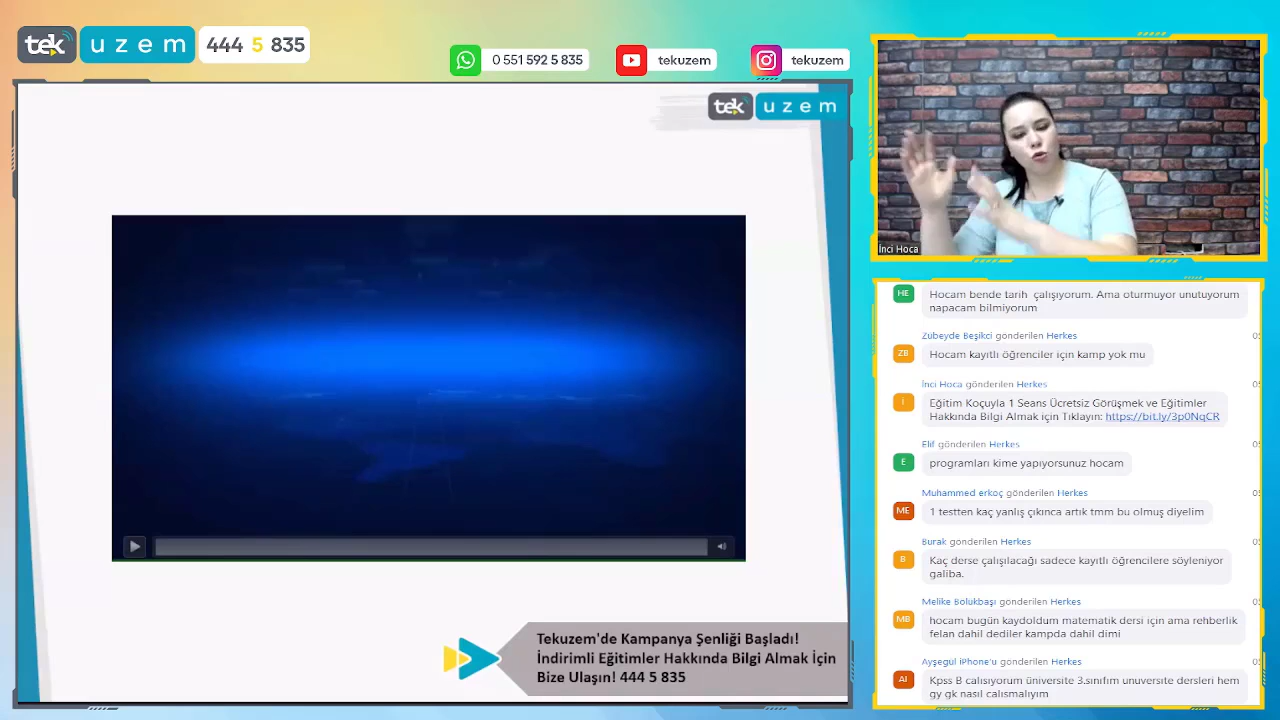 tek uzem 444 5 835
0 551 592 5 835
tekuzem
tekuzem
tek uzem
İnci Hoca
Tekuzem'de Kampanya Şenliği Başladı!
İndirimli Eğitimler Hakkında Bilgi Almak İçin
Bize Ulaşın! 444 5 835
HE
Hocam bende tarih çalışıyorum. Ama oturmuyor unutuyorum
napacam bilmiyorum
Zübeyde Beşikci gönderilen Herkes
ZB
Hocam kayıtlı öğrenciler için kamp yok mu
İnci Hoca gönderilen Herkes
İ
Eğitim Koçuyla 1 Seans Ücretsiz Görüşmek ve Eğitimler
Hakkında Bilgi Almak için Tıklayın: https://bit.ly/3p0NqCR
Elif gönderilen Herkes
E
programları kime yapıyorsunuz hocam
Muhammed erkoç gönderilen Herkes
ME
1 testten kaç yanlış çıkınca artık tmm bu olmuş diyelim
Burak gönderilen Herkes
B
Kaç derse çalışılacağı sadece kayıtlı öğrencilere söyleniyor
galiba.
Melike Bölükbaşı gönderilen Herkes
MB
hocam bugün kaydoldum matematik dersi için ama rehberlik
felan dahil dediler kampda dahil dimi
Ayşegül iPhone'u gönderilen Herkes
AI
Kpss B calısıyorum üniversite 3.sınıfım unuversıte dersleri hem
gy gk nasıl calısmalıyım